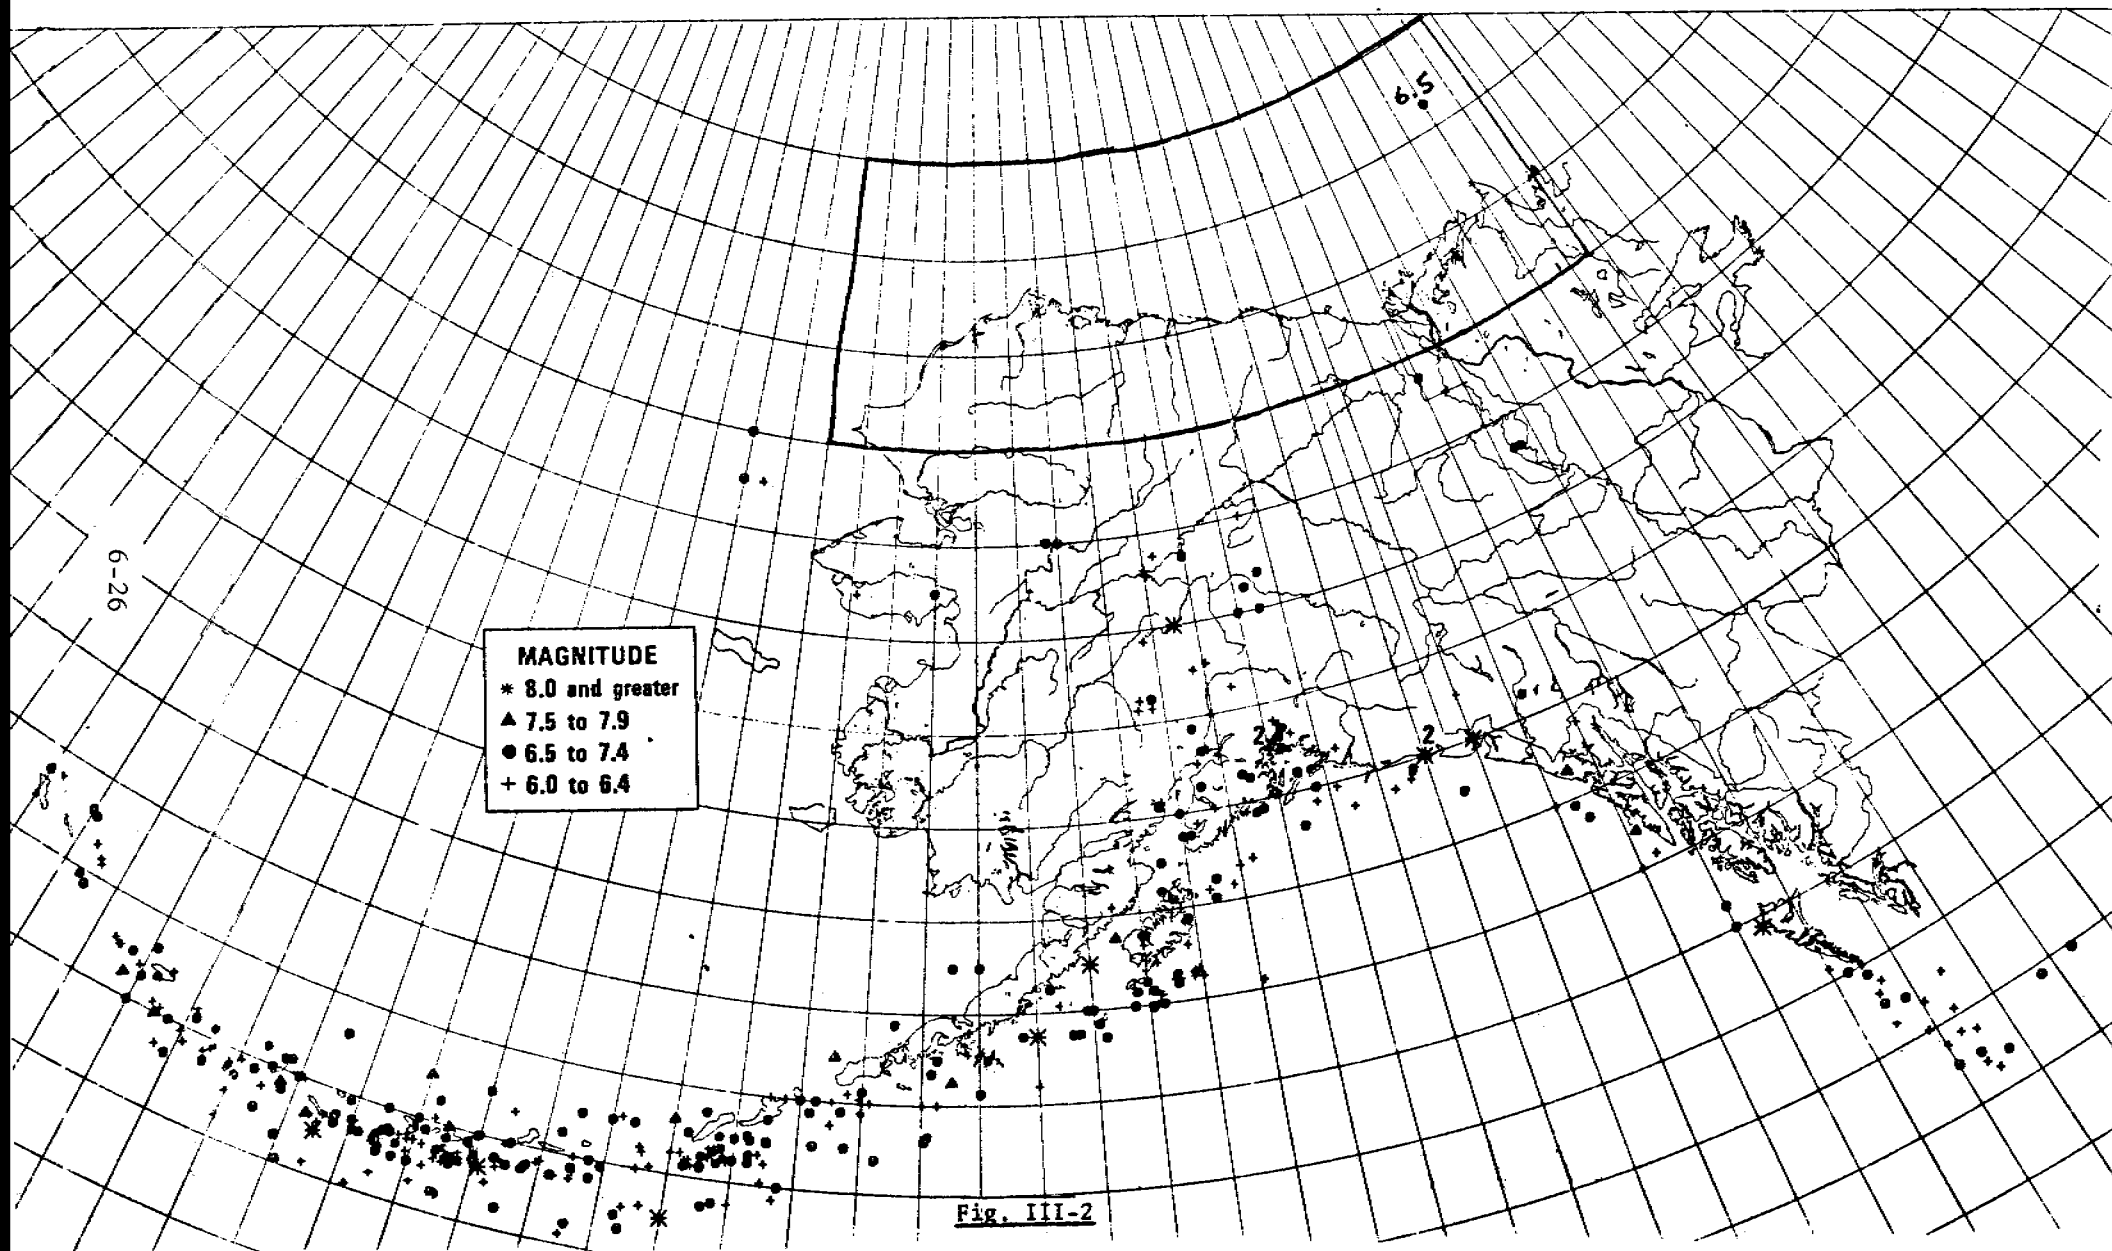 6.5
6-26
MAGNITUDE
* 8.0 and greater
▲ 7.5 to 7.9
● 6.5 to 7.4
+ 6.0 to 6.4
2
2
Fig. III-2